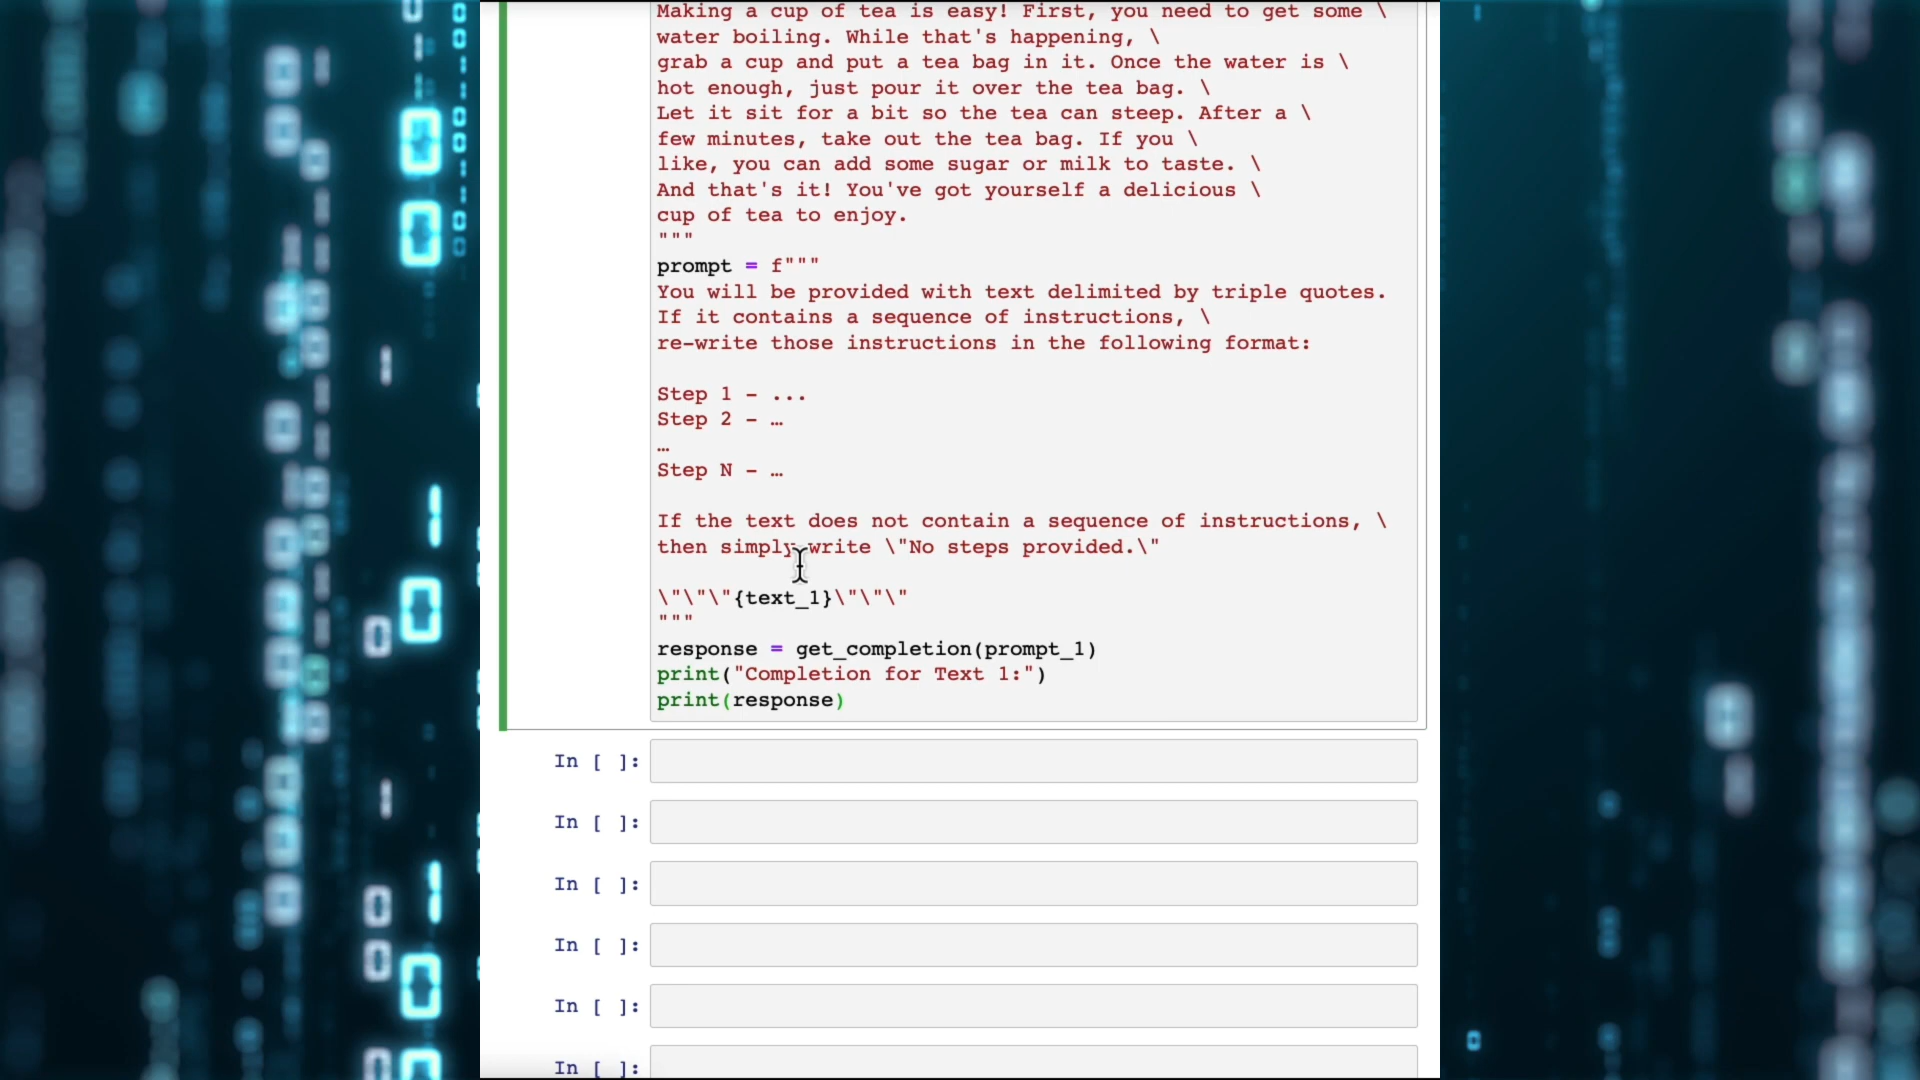 Making a cup of tea is easy! First, you need to get some \
water boiling. While that's happening, \
grab a cup and put a tea bag in it. Once the water is \
hot enough, just pour it over the tea bag. \
Let it sit for a bit so the tea can steep. After a \
few minutes, take out the tea bag. If you \
like, you can add some sugar or milk to taste. \
And that's it! You've got yourself a delicious \
cup of tea to enjoy.
"""
prompt = f"""
You will be provided with text delimited by triple quotes.
If it contains a sequence of instructions, \
re-write those instructions in the following format:
Step 1 - ...
Step 2 - …
…
Step N - …
If the text does not contain a sequence of instructions, \
then simply write \"No steps provided.\"
\"\"\"{text_1}\"\"\"
"""
response = get_completion(prompt_1)
print("Completion for Text 1:")
print(response)
In [ ]:
In [ ]:
In [ ]:
In [ ]:
In [ ]:
In [ ]: